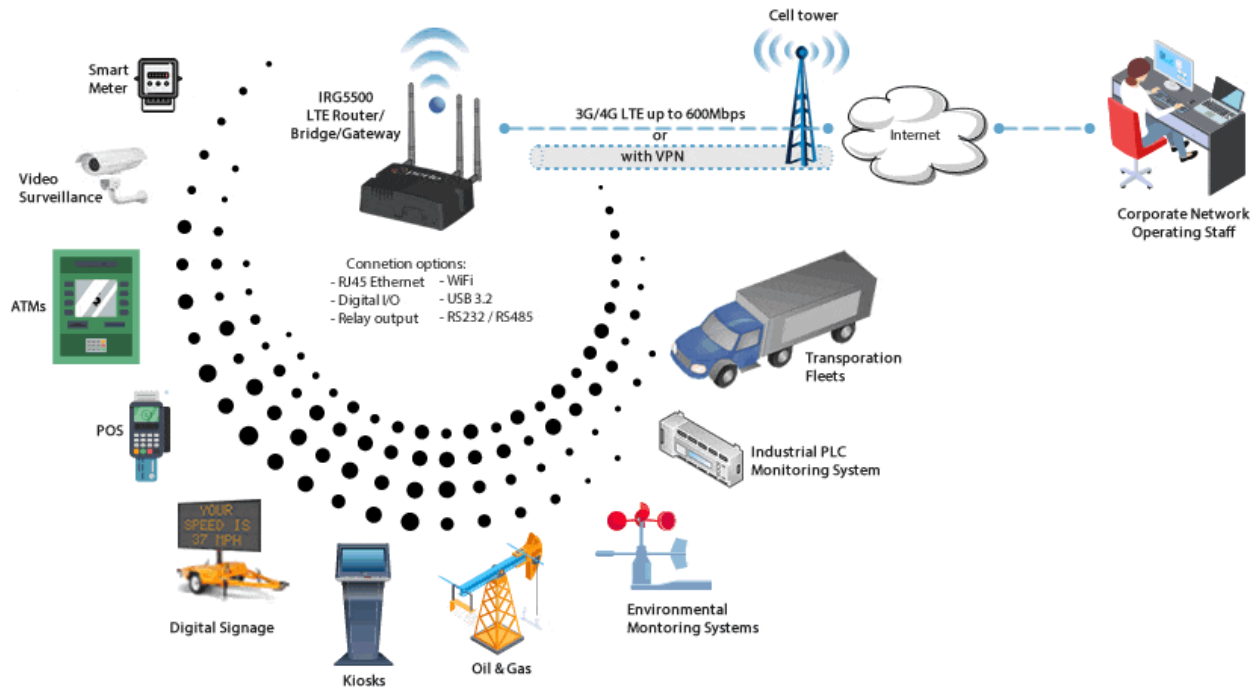 Cell tower
Smart
Meter
IRG5500
LTE Router/
Bridge/Gateway
3G/4G LTE up to 600Mbps
or
with VPN
Internet
Video
Surveillance
perle
Corporate Network
Operating Staff
Connetion options:
- RJ45 Ethernet
- Digital I/O
- Relay output
- WiFi
- USB 3.2
- RS232 / RS485
ATMs
Transporation
Fleets
POS
Industrial PLC
Monitoring System
YOUR
SPEED IS
37 MPH
Digital Signage
Kiosks
Oil & Gas
Environmental
Montoring Systems